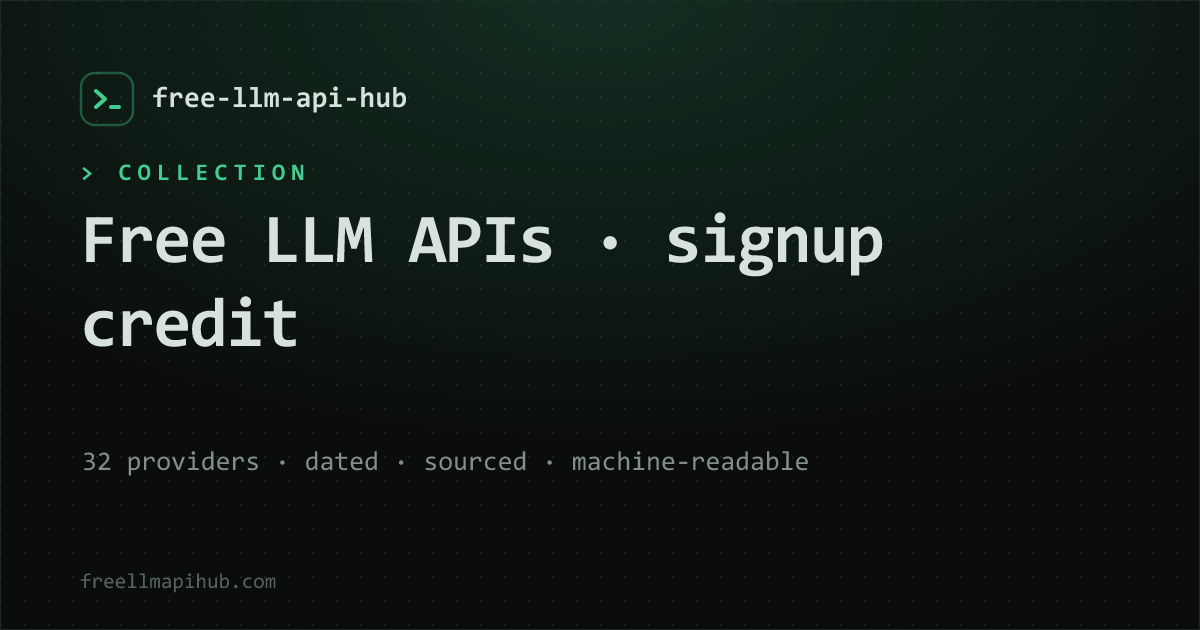 free-llm-api-hub
> COLLECTION
Free LLM APIs · signup
credit
32 providers · dated · sourced · machine-readable
freellmapihub.com